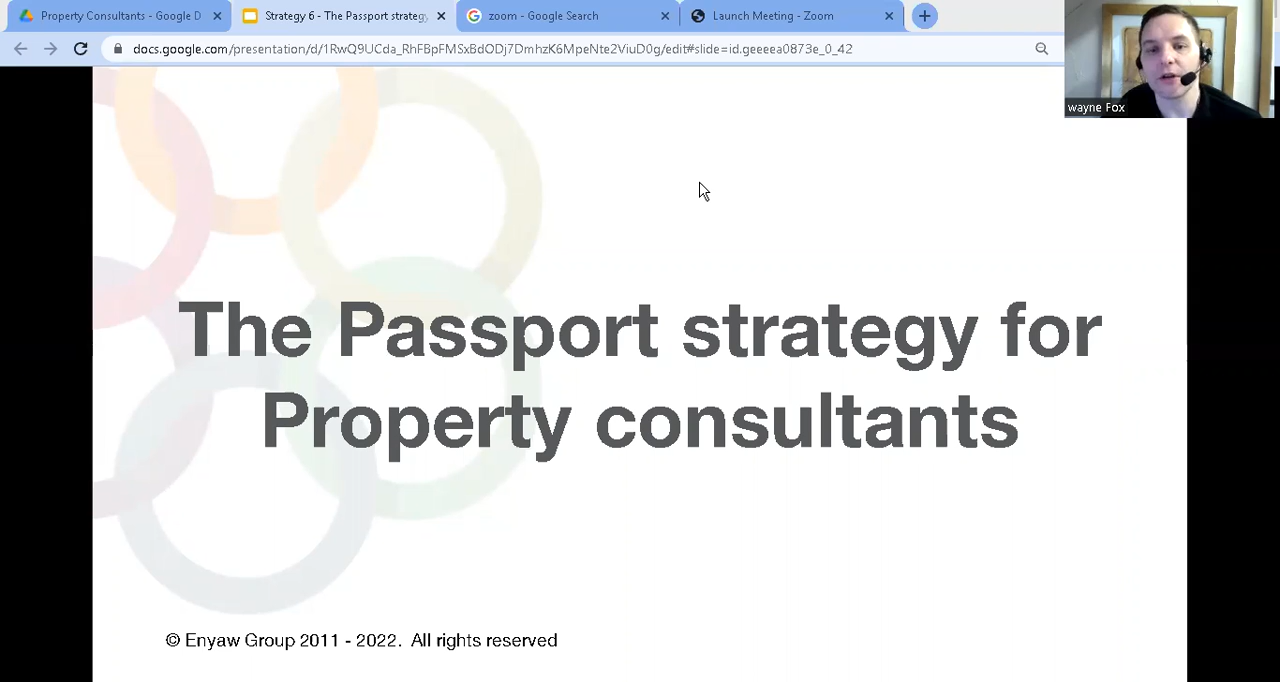 Property Consultants - Google D
Strategy 6 - The Passport strateg
zoom - Google Search
Launch Meeting - Zoom
docs.google.com/presentation/d/1RwQ9UCda_RhFBpFMSxBdODj7DmhzK6MpeNte2ViuD0g/edit#slide=id.geeeea0873e_0_42
wayne Fox
The Passport strategy for
Property consultants
© Enyaw Group 2011 - 2022. All rights reserved